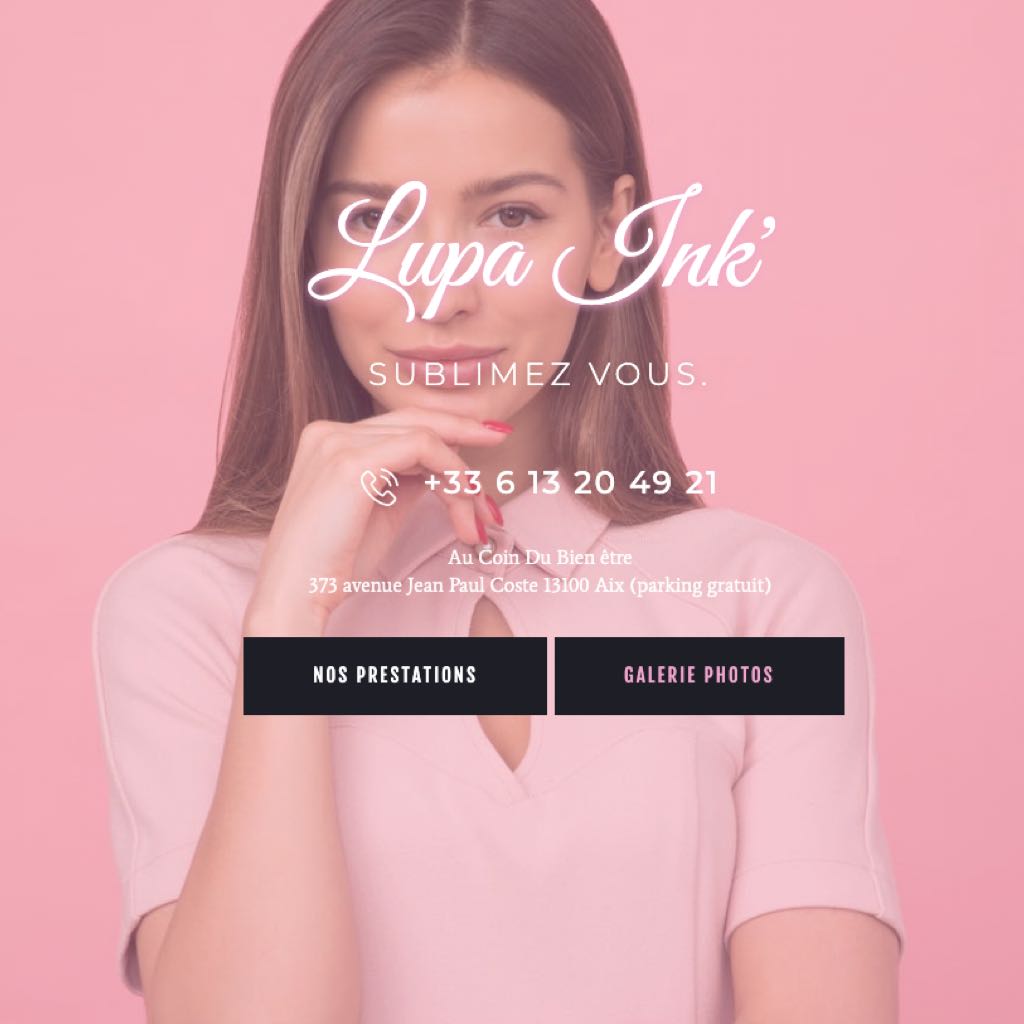 Lupa Ink'
SUBLIMEZ VOUS.
+33 6 13 20 49 21
Au Coin Du Bien être
373 avenue Jean Paul Coste 13100 Aix (parking gratuit)
NOS PRESTATIONS
GALERIE PHOTOS